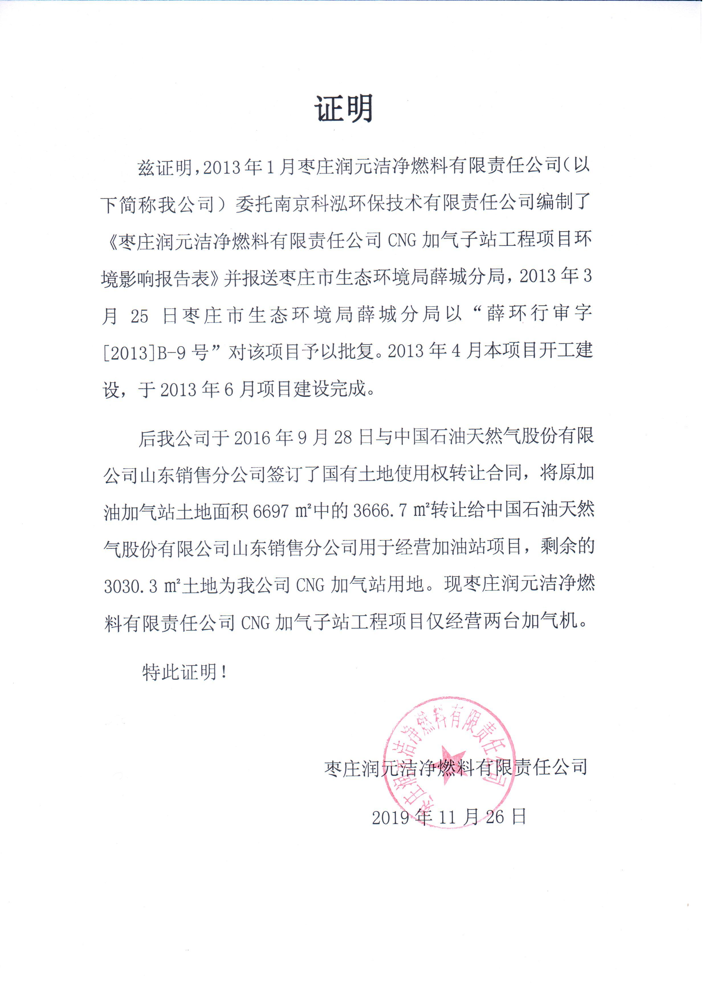 证明
兹证明，2013年1月枣庄润元洁净燃料有限责任公司（以
下简称我公司）委托南京科泓环保技术有限责任公司编制了
《枣庄润元洁净燃料有限责任公司 CNG 加气子站工程项目环
境影响报告表》并报送枣庄市生态环境局薛城分局，2013 年 3
月 25 日枣庄市生态环境局薛城分局以“薛环行审字
[2013]B-9 号”对该项目予以批复。2013 年 4 月本项目开工建
设，于 2013 年 6 月项目建设完成。
后我公司于 2016 年 9 月 28 日与中国石油天然气股份有限
公司山东销售分公司签订了国有土地使用权转让合同，将原加
油加气站土地面积 6697 ㎡中的 3666.7 ㎡转让给中国石油天然
气股份有限公司山东销售分公司用于经营加油站项目，剩余的
3030.3 ㎡土地为我公司 CNG 加气站用地。现枣庄润元洁净燃
料有限责任公司 CNG 加气子站工程项目仅经营两台加气机。
特此证明！
枣庄润元洁净燃料有限责任公司
枣庄润元洁净燃料有限责任公司
2019 年 11 月 26 日